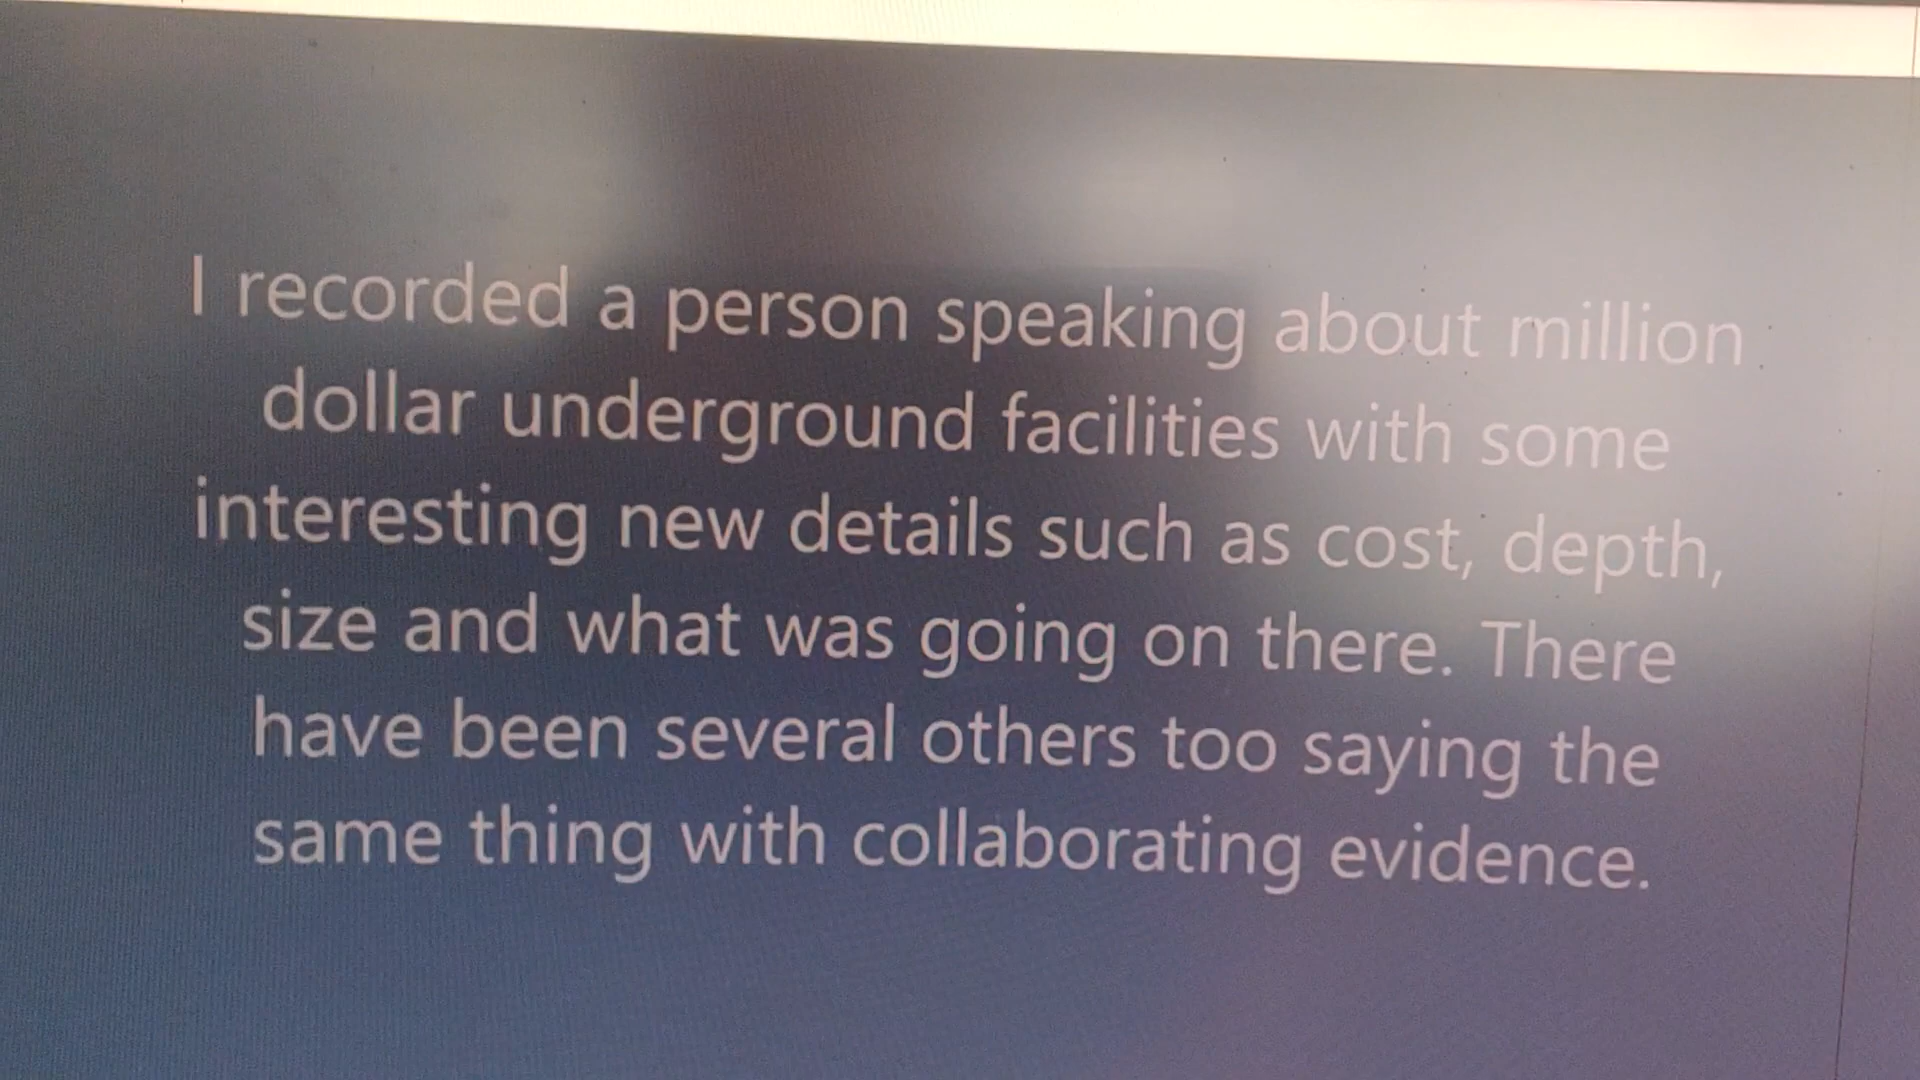 I recorded a person speaking about million
dollar underground facilities with some
interesting new details such as cost, depth,
size and what was going on there. There
have been several others too saying the
same thing with collaborating evidence.